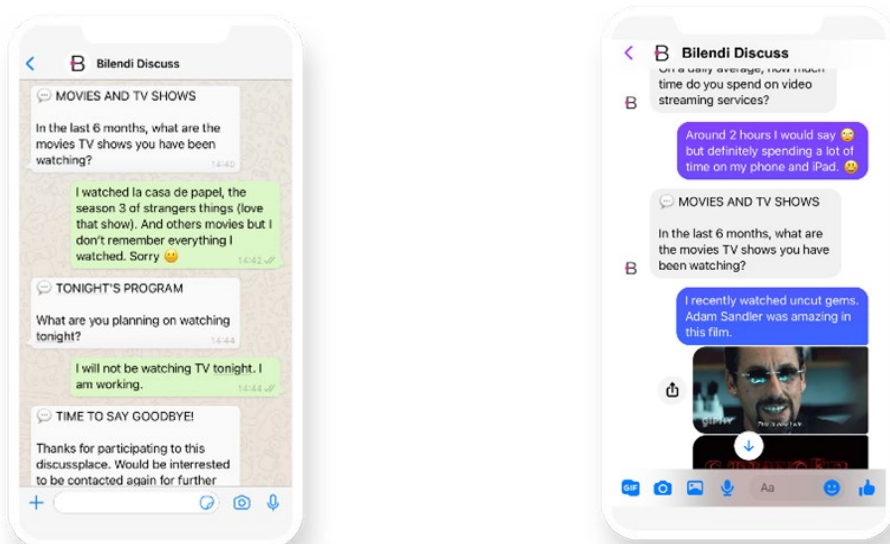 Bilendi Discuss
MOVIES AND TV SHOWS
In the last 6 months, what are the
movies TV shows you have been
watching?
14:40
I watched la casa de papel, the
season 3 of strangers things (love
that show). And others movies but I
don't remember everything I
watched. Sorry
14:42
TONIGHT'S PROGRAM
What are you planning on watching
tonight?
14:44
I will not be watching TV tonight. I
am working.
14:44
TIME TO SAY GOODBYE!
Thanks for participating to this
discussplace. Would be interrested
to be contacted again for further
Bilendi Discuss
On a daily average, how much
time do you spend on video
streaming services?
Around 2 hours I would say
but definitely spending a lot of
time on my phone and iPad.
MOVIES AND TV SHOWS
In the last 6 months, what are
the movies TV shows you have
been watching?
I recently watched uncut gems.
Adam Sandler was amazing in
this film.
GIPHY
GIF
Aa